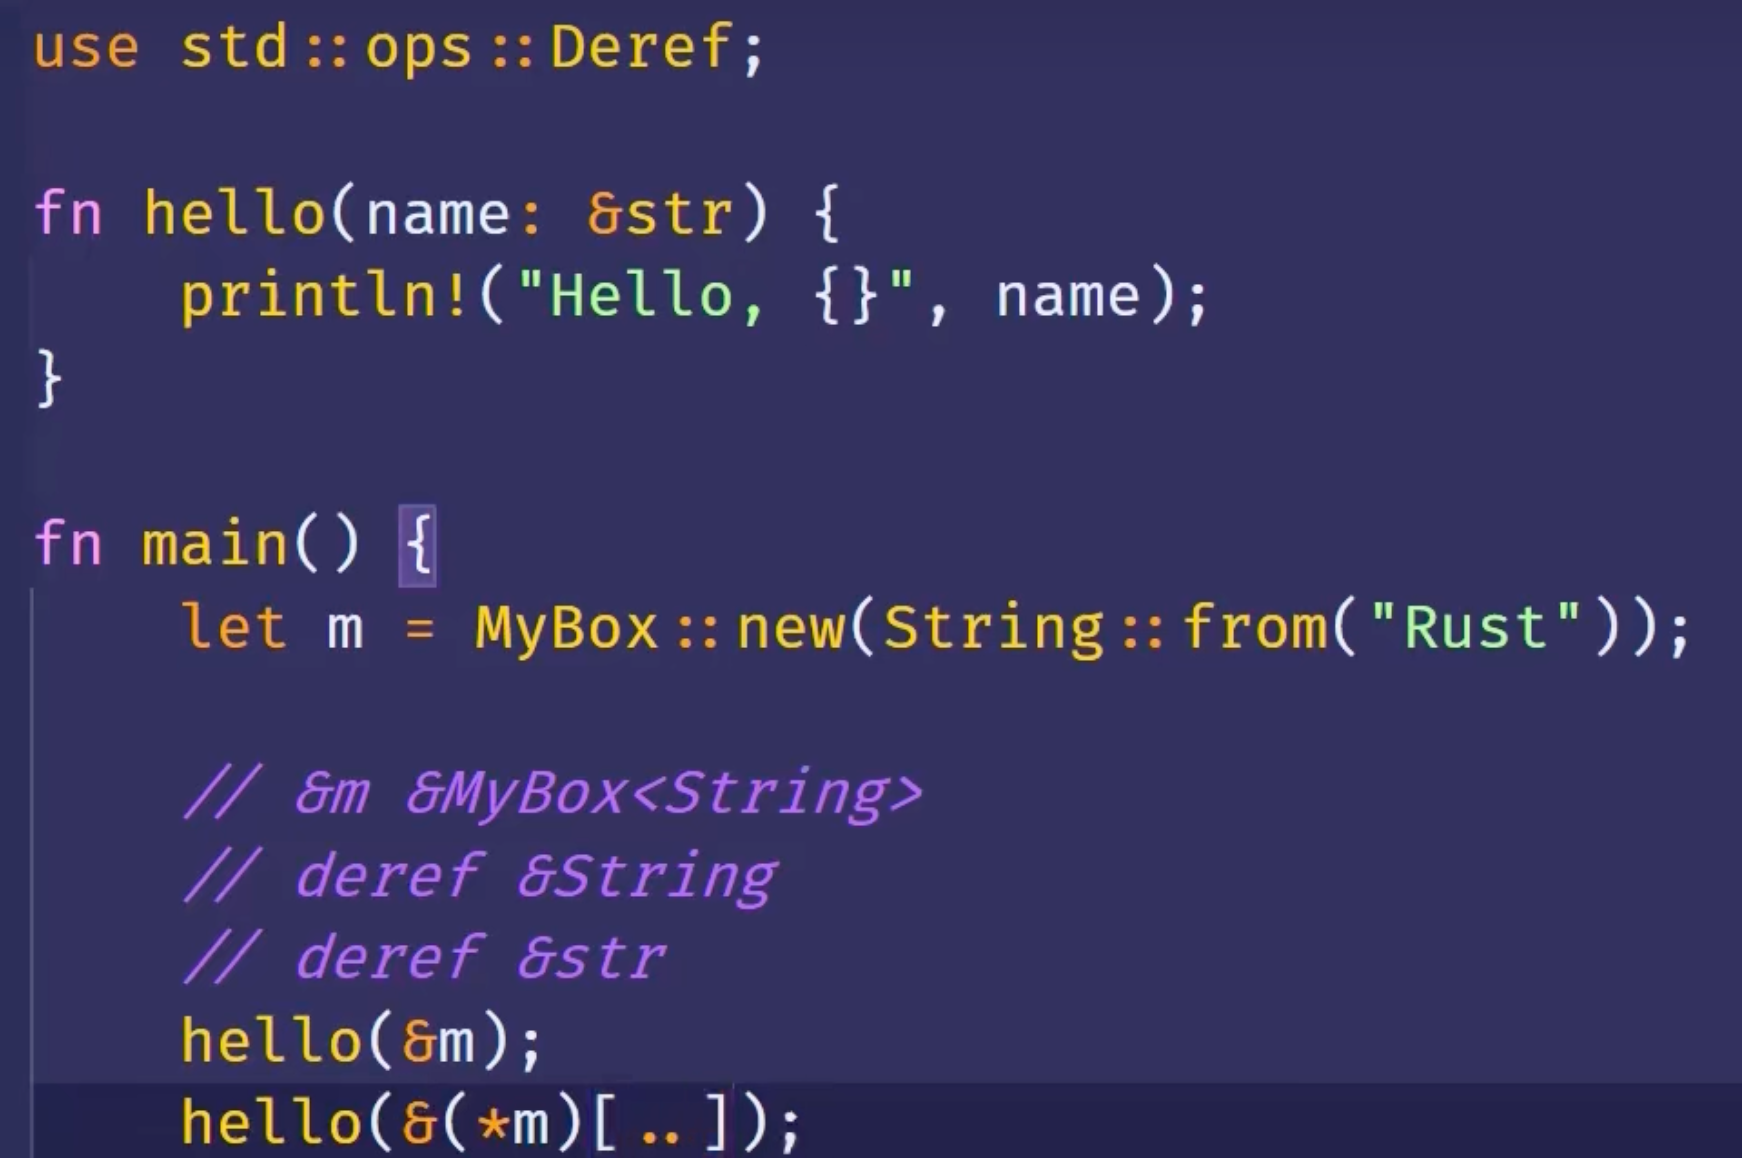 use std::ops::Deref;
fn hello(name: &str) {
println!("Hello, {}", name);
}
fn main() {
let m = MyBox::new(String::from("Rust"));
// &m &MyBox<String>
// deref &String
// deref &str
hello(&m);
hello(&(*m)[..]);